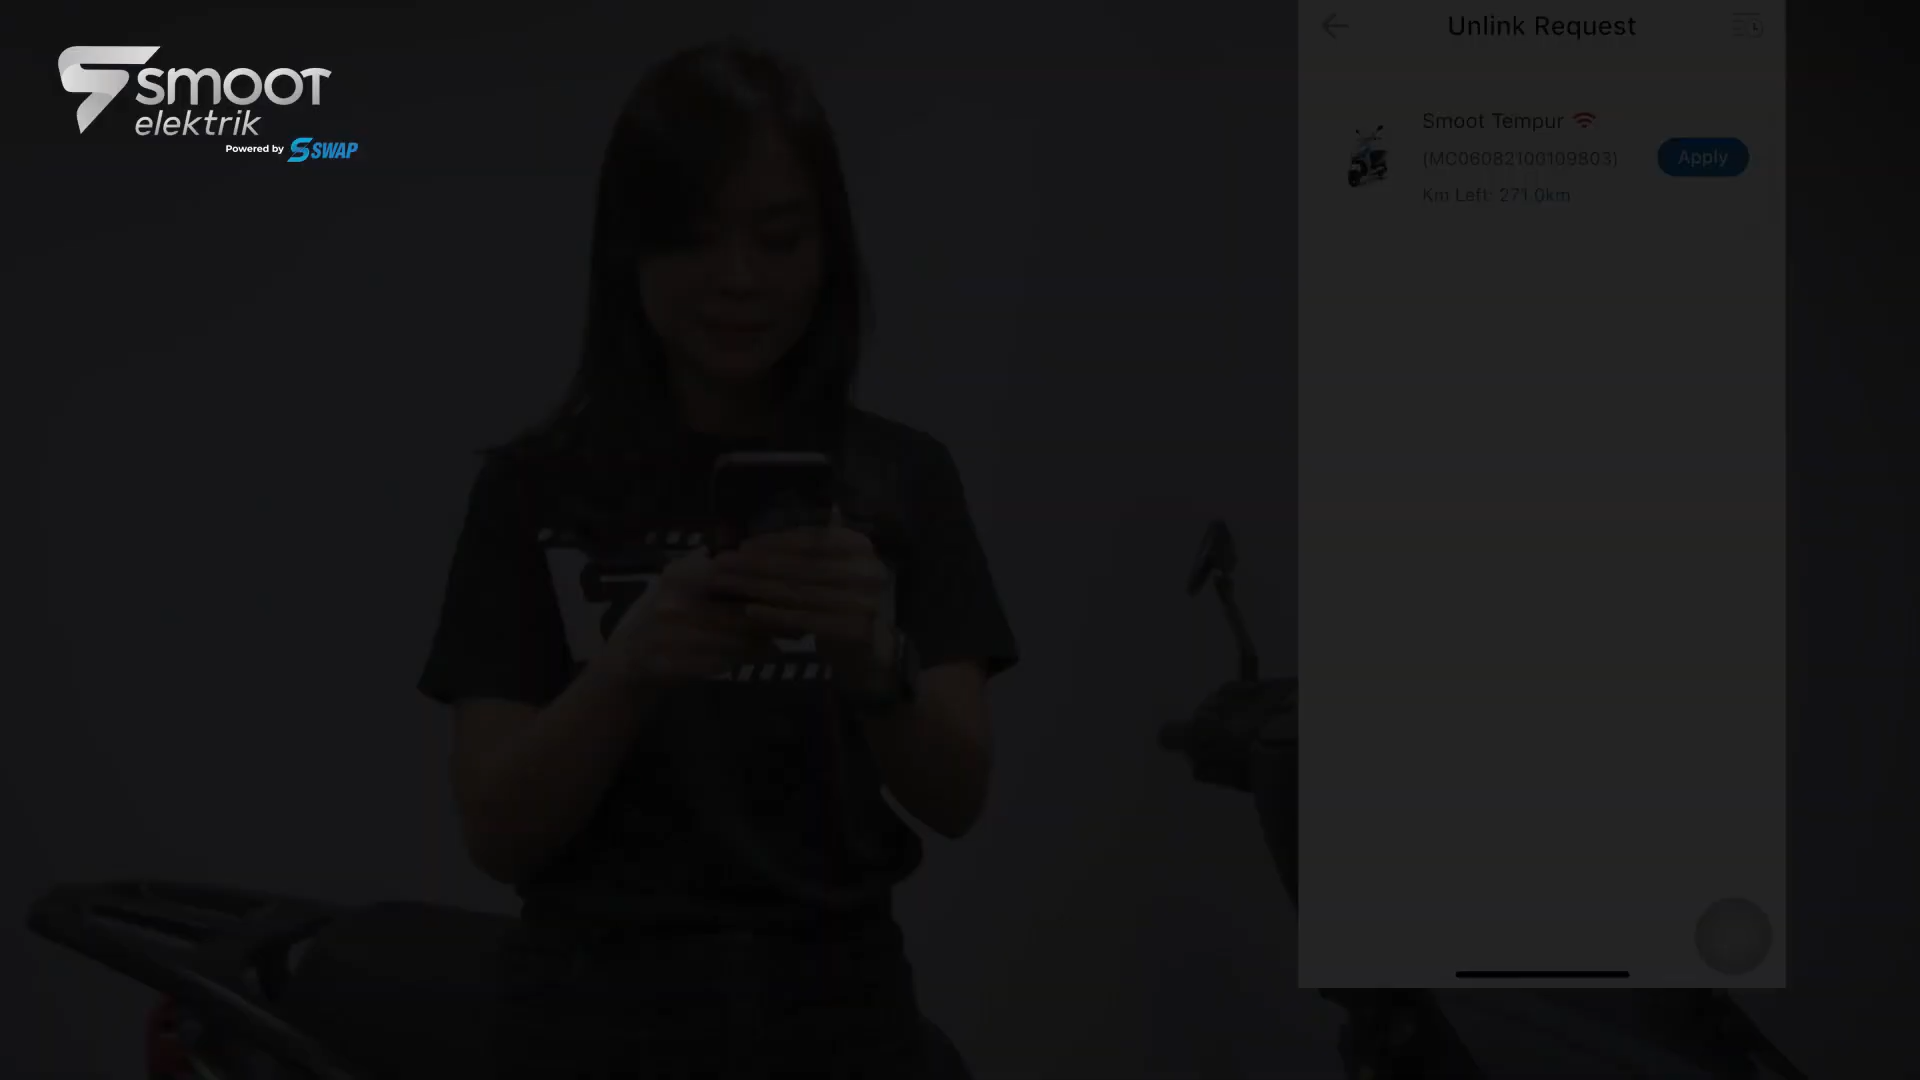 smoot
elektrik
Powered by SWAP
Unlink Request
Smoot Tempur
(MC06082100109803)
Apply
Km Left: 271.0km